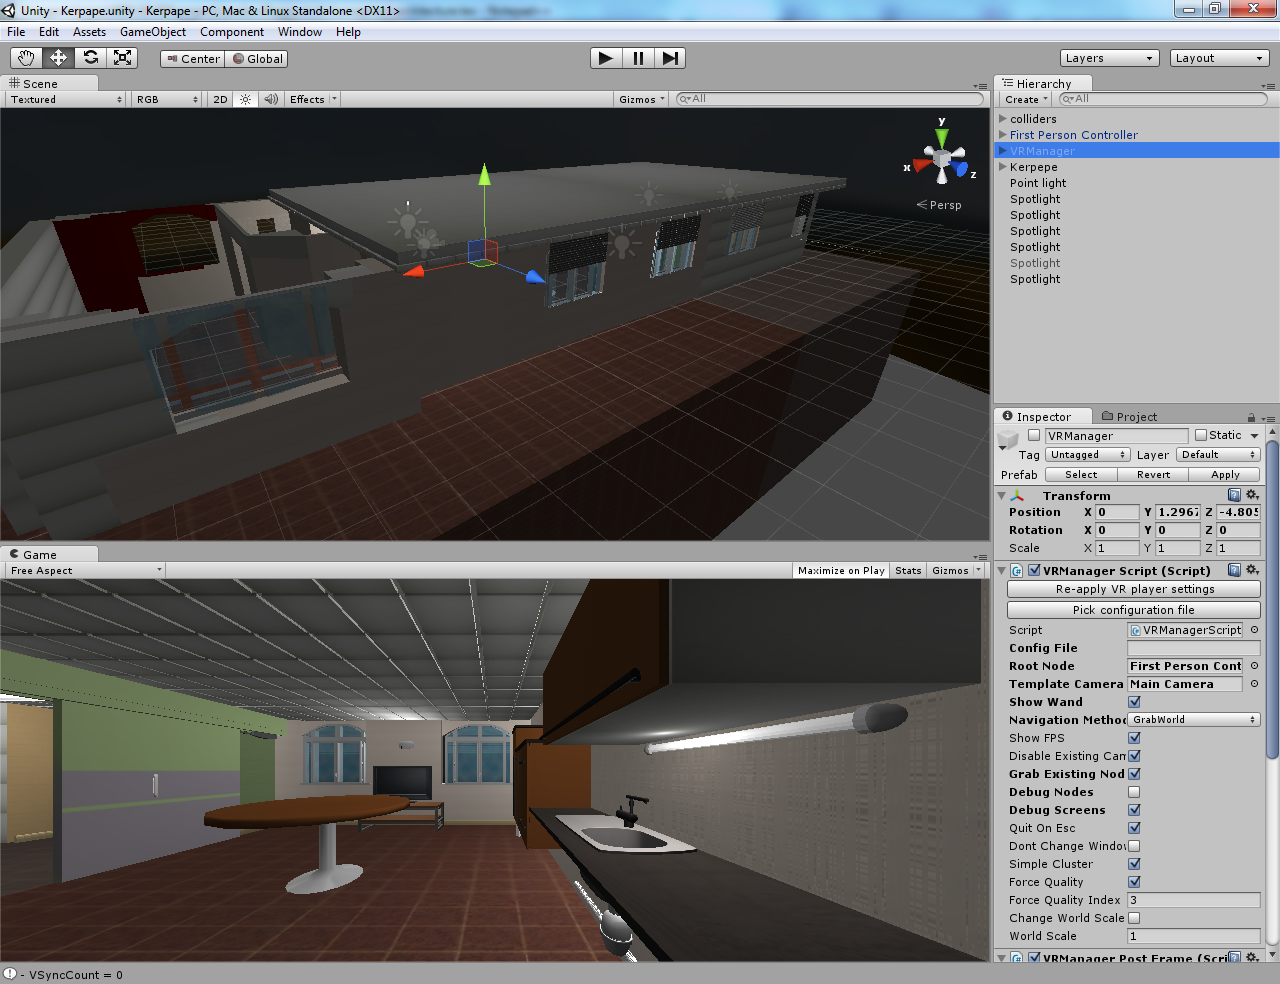 Unity - Kerpape.unity - Kerpape - PC, Mac & Linux Standalone <DX11>
File Edit Assets GameObject Component Window Help
Center Global
Layers Layout
Scene
Textured RGB 2D Effects Gizmos All
y
x
z
Persp
Hierarchy
Create All
colliders
First Person Controller
VRManager
Kerpepe
Point light
Spotlight
Spotlight
Spotlight
Spotlight
Spotlight
Spotlight
Inspector Project
VRManager Static
Tag Untagged Layer Default
Prefab Select Revert Apply
Transform
Position X 0 Y 1.2967 Z -4.805
Rotation X 0 Y 0 Z 0
Scale X 1 Y 1 Z 1
VRManager Script (Script)
Re-apply VR player settings
Pick configuration file
Script VRManagerScript
Config File
Root Node First Person Cont
Template Camera Main Camera
Show Wand
Navigation Method GrabWorld
Show FPS
Disable Existing Cam
Grab Existing Nod
Debug Nodes
Debug Screens
Quit On Esc
Dont Change Window
Simple Cluster
Force Quality
Force Quality Index 3
Change World Scale
World Scale 1
VRManager Post Frame (Scri
Game
Free Aspect Maximize on Play Stats Gizmos
- VSyncCount = 0